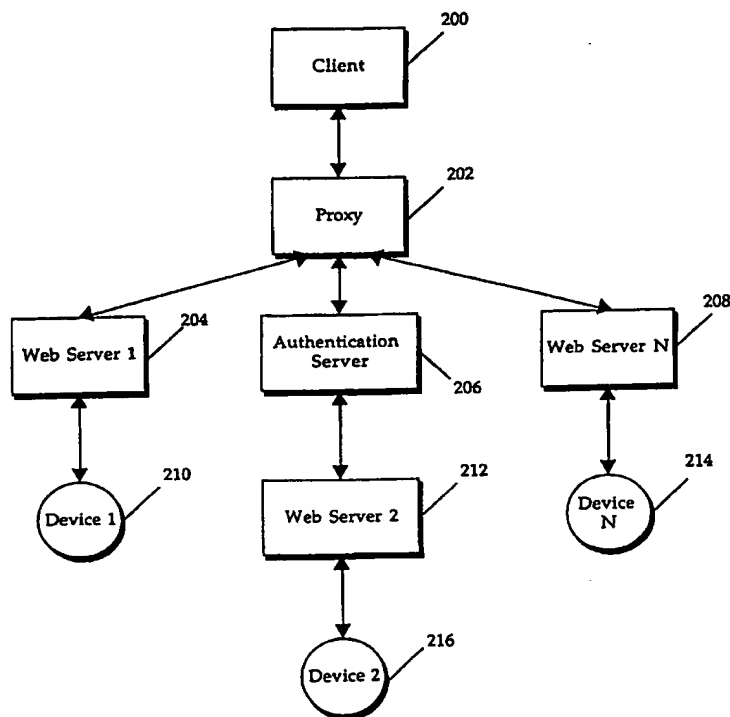 200
Client
202
Proxy
204
Web Server 1
Authentication
Server
206
208
Web Server N
210
Device 1
212
Web Server 2
214
Device
N
216
Device 2